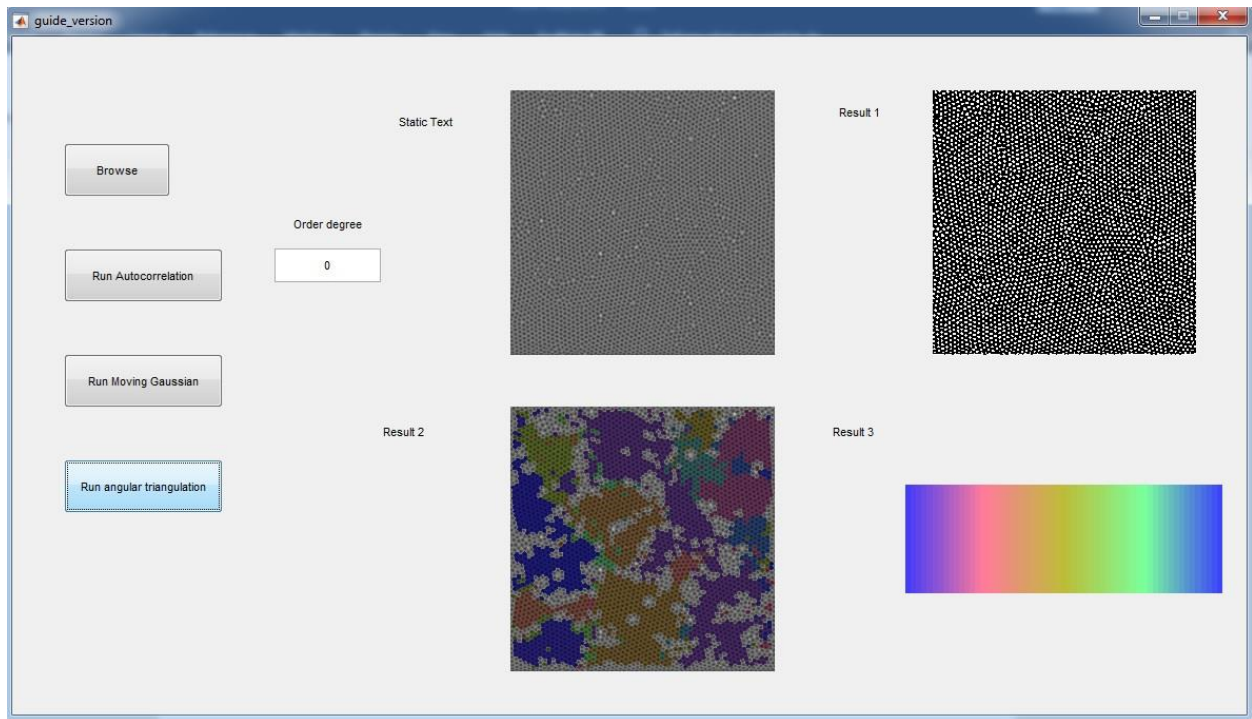 guide_version
Static Text
Result 1
Browse
Order degree
Run Autocorrelation
0
Run Moving Gaussian
Result 2
Result 3
Run angular triangulation